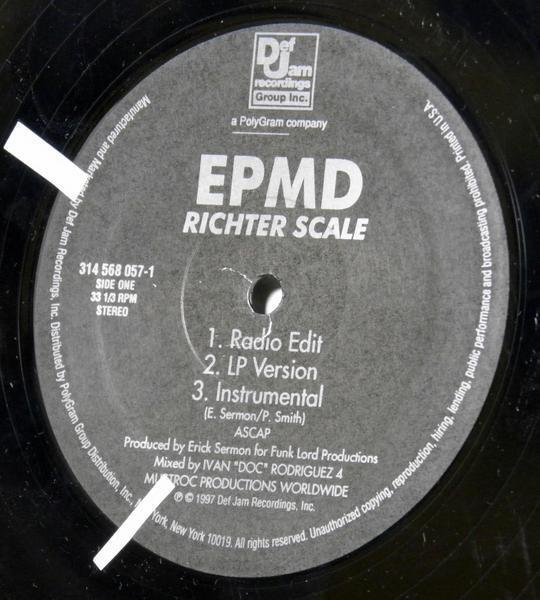 Def
Jam
recordings
Group Inc.
a PolyGram company
EPMD
RICHTER SCALE
314 568 057-1
SIDE ONE
33 1/3 RPM
STEREO
1. Radio Edit
2. LP Version
3. Instrumental
(E. Sermon/P. Smith)
ASCAP
Produced by Erick Sermon for Funk Lord Productions
Mixed by IVAN "DOC" RODRIGUEZ 4
PRODUCTIONS WORLDWIDE
℗ © 1997 Def Jam Recordings, Inc.
Manufactured and by Def Jam Recordings, Inc. Distributed by PolyGram Group Distribution, Inc., New York, New York 10019. All rights reserved. Unauthorized copying, reproduction, hiring, lending, public performance and broadcasting prohibited. Printed in U.S.A.